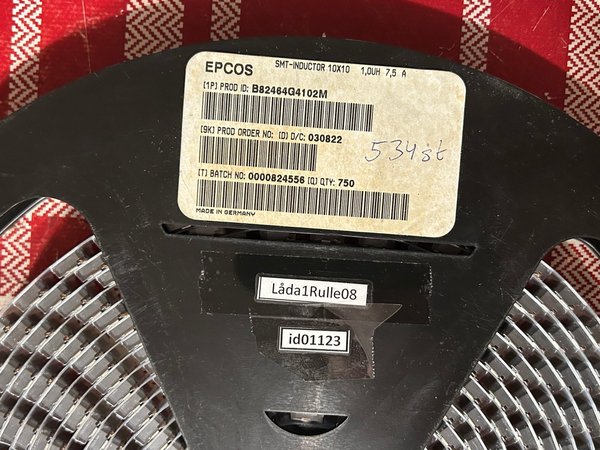 EPCOS SMT-INDUCTOR 10X10 1,0UH 7,5 A
[1P] PROD ID: B82464G4102M
[9K] PROD ORDER NO: [D] D/C: 030822
534st
[T] BATCH NO: 0000824556 [Q] QTY: 750
MADE IN GERMANY
Låda1Rulle08
id01123